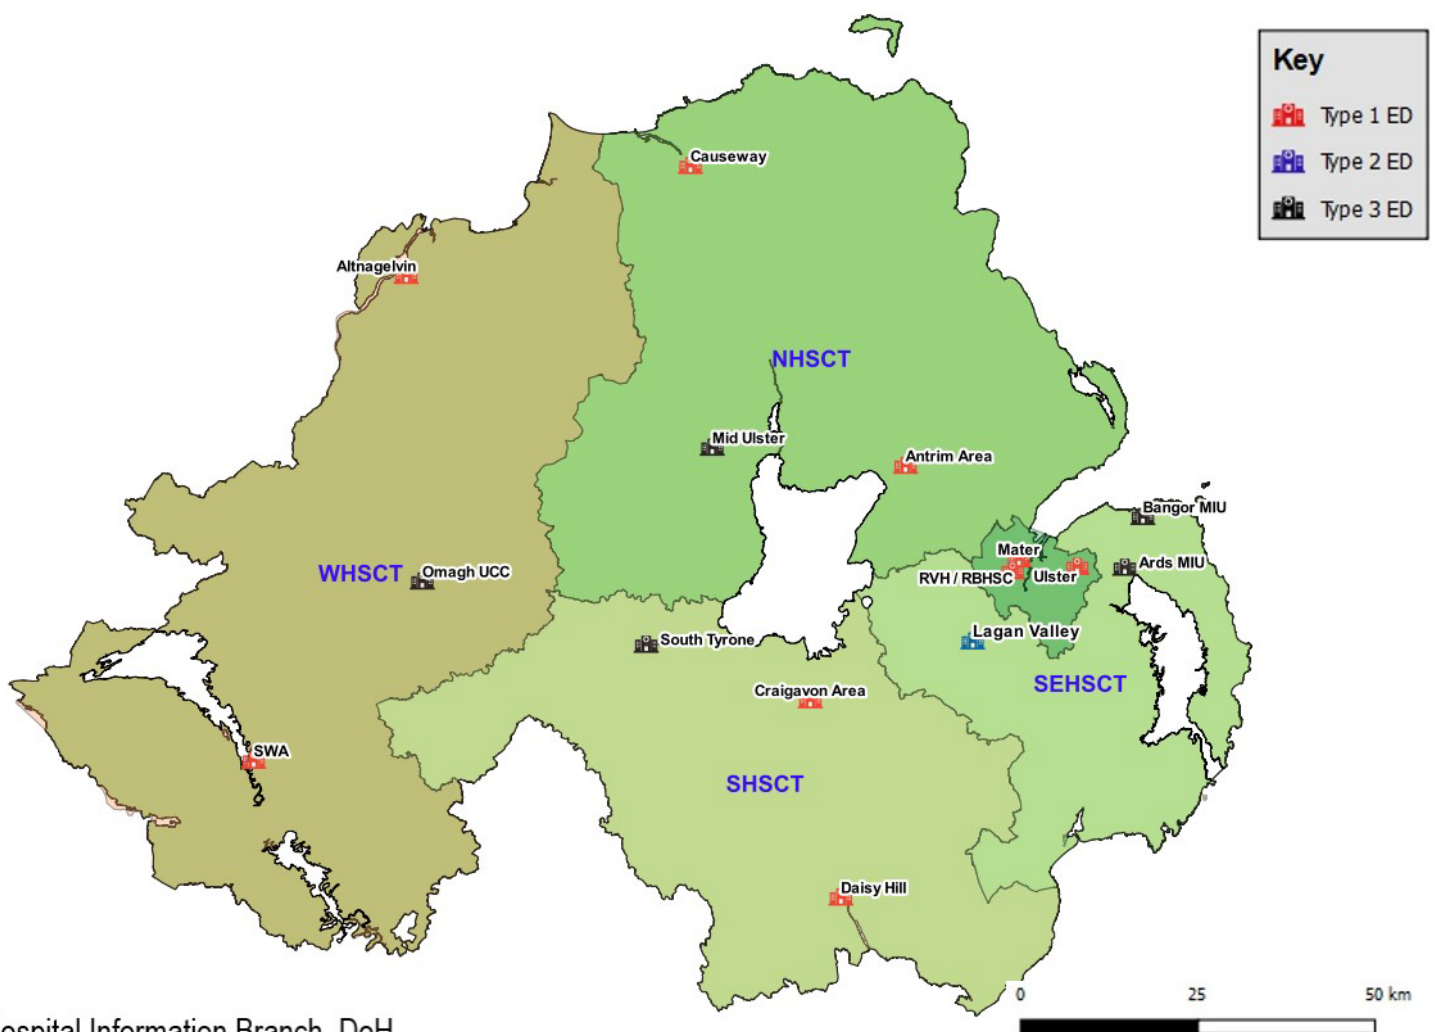 Key
Type 1 ED
Type 2 ED
Type 3 ED
Causeway
Altnagelvin
NHSCT
Mid Ulster
Antrim Area
Bangor MIU
Mater
Ards MIU
RVH / RBHSC
Ulster
WHSCT
Omagh UCC
Lagan Valley
South Tyrone
SEHSCT
Craigavon Area
SWA
SHSCT
Daisy Hill
0 25 50 km
Information Branch, DoH